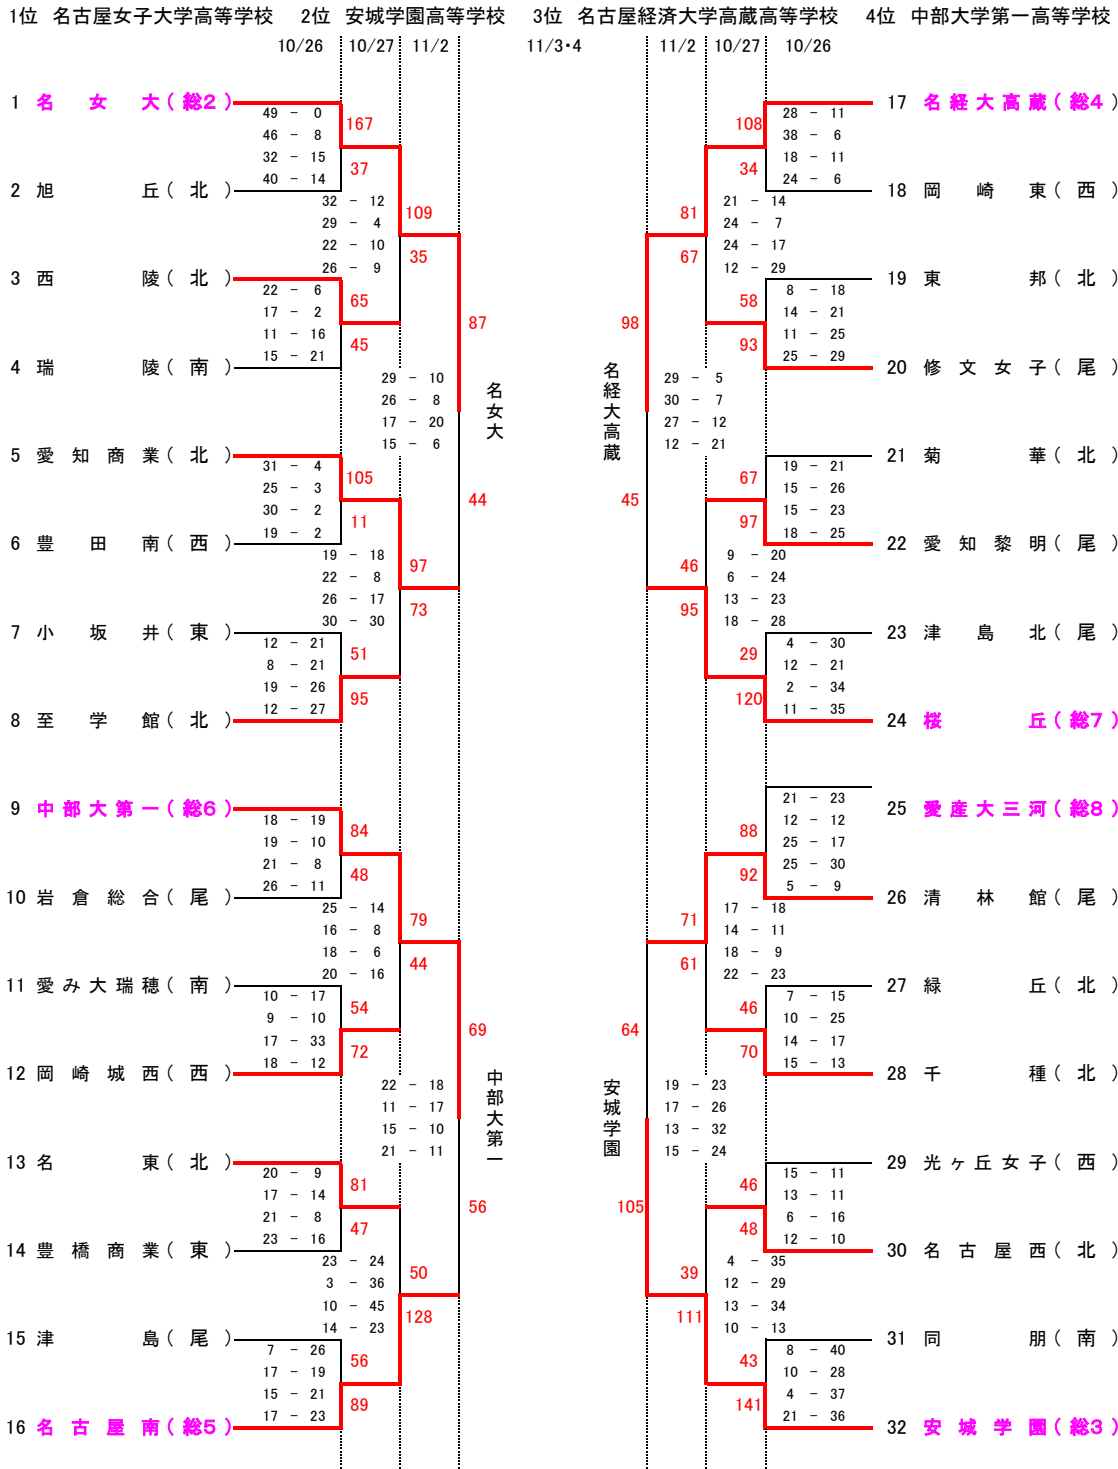 1位 名古屋女子大学高等学校 2位 安城学園高等学校 3位 名古屋経済大学高蔵高等学校 4位 中部大学第一高等学校
10/26 10/27 11/2 11/3・4 11/2 10/27 10/26
1 名女大(総2)
49 - 0
46 - 8
32 - 15
40 - 14
167
37
2 旭丘(北)
32 - 12
29 - 4
22 - 10
26 - 9
109
35
3 西陵(北)
22 - 6
17 - 2
11 - 16
15 - 21
65
45
4 瑞陵(南)
29 - 10
26 - 8
17 - 20
15 - 6
87
44
名女大
5 愛知商業(北)
31 - 4
25 - 3
30 - 2
19 - 2
105
11
6 豊田南(西)
19 - 18
22 - 8
26 - 17
30 - 30
97
73
7 小坂井(東)
12 - 21
8 - 21
19 - 26
12 - 27
51
95
8 至学館(北)
9 中部大第一(総6)
18 - 19
19 - 10
21 - 8
26 - 11
84
48
10 岩倉総合(尾)
25 - 14
16 - 8
18 - 6
20 - 16
79
44
11 愛み大瑞穂(南)
10 - 17
9 - 10
17 - 33
18 - 12
54
72
12 岡崎城西(西)
22 - 18
11 - 17
15 - 10
21 - 11
69
56
中部大第一
13 名東(北)
20 - 9
17 - 14
21 - 8
23 - 16
81
47
14 豊橋商業(東)
23 - 24
3 - 36
10 - 45
14 - 23
50
128
15 津島(尾)
7 - 26
17 - 19
15 - 21
17 - 23
56
89
16 名古屋南(総5)
17 名経大高蔵(総4)
28 - 11
38 - 6
18 - 11
24 - 6
108
34
18 岡崎東(西)
21 - 14
24 - 7
24 - 17
12 - 29
81
67
19 東邦(北)
8 - 18
14 - 21
11 - 25
25 - 29
58
93
20 修文女子(尾)
29 - 5
30 - 7
27 - 12
12 - 21
98
45
名経大高蔵
21 菊華(北)
19 - 21
15 - 26
15 - 23
18 - 25
67
97
22 愛知黎明(尾)
9 - 20
6 - 24
13 - 23
18 - 28
46
95
23 津島北(尾)
4 - 30
12 - 21
2 - 34
11 - 35
29
120
24 桜丘(総7)
25 愛産大三河(総8)
21 - 23
12 - 12
25 - 17
25 - 30
5 - 9
88
92
26 清林館(尾)
17 - 18
14 - 11
18 - 9
22 - 23
71
61
27 緑丘(北)
7 - 15
10 - 25
14 - 17
15 - 13
46
70
28 千種(北)
19 - 23
17 - 26
13 - 32
15 - 24
64
105
安城学園
29 光ヶ丘女子(西)
15 - 11
13 - 11
6 - 16
12 - 10
46
48
30 名古屋西(北)
4 - 35
12 - 29
13 - 34
10 - 13
39
111
31 同朋(南)
8 - 40
10 - 28
4 - 37
21 - 36
43
141
32 安城学園(総3)